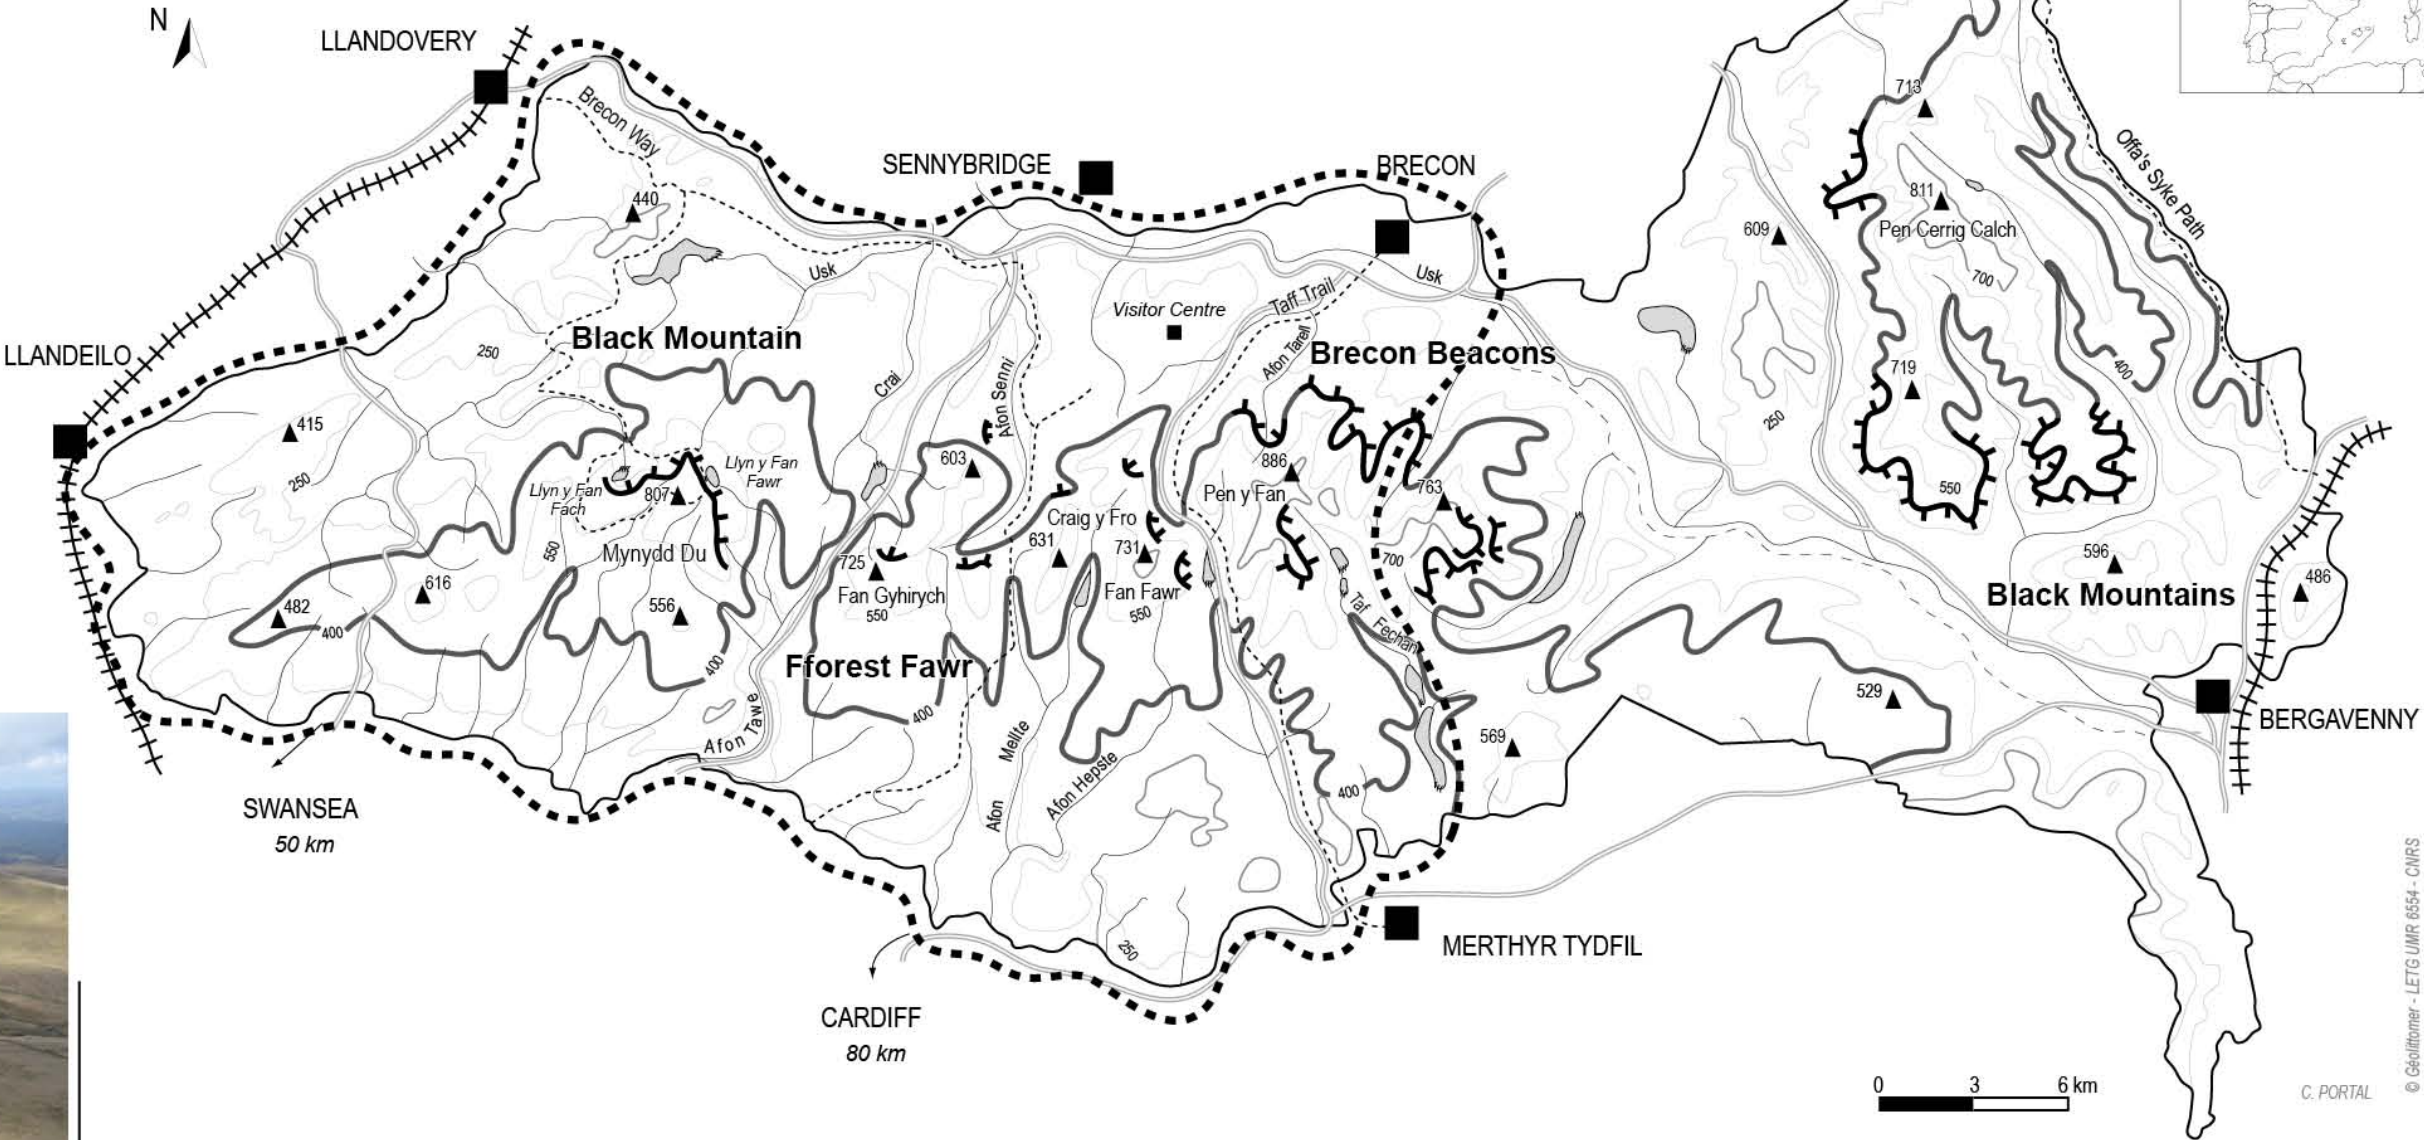 N
LLANDOVERY
Brecon Way
440
SENNYBRIDGE
BRECON
713
811
Pen Cerrig Calch
609
700
Offa's Syke Path
Usk
Usk
Visitor Centre
Taff Trail
Afon Tarell
Black Mountain
Brecon Beacons
LLANDEILO
250
Crai
Afon Senni
719
400
415
250
250
603
Llyn y Fan
Fawr
Llyn y Fan
Fach
807
886
Pen y Fan
763
550
Craig y Fro
631
731
550
Mynydd Du
725
Fan Gyhirych
550
Fan Fawr
550
700
596
Black Mountains
486
616
482
400
556
400
Taf
Fechan
Fforest Fawr
400
Afon Tawe
529
569
BERGAVENNY
Afon
Mellte
Afon Hepste
400
SWANSEA
50 km
250
MERTHYR TYDFIL
CARDIFF
80 km
0 3 6 km
C. PORTAL
© Géolittomer - LETG UMR 6554 - CNRS